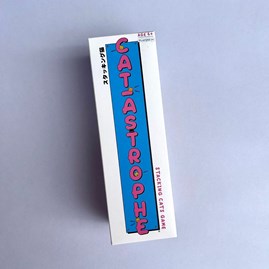 スタッキング猫
CAT-ASTROPHE
AGE 5+
STACKING CATS GAME